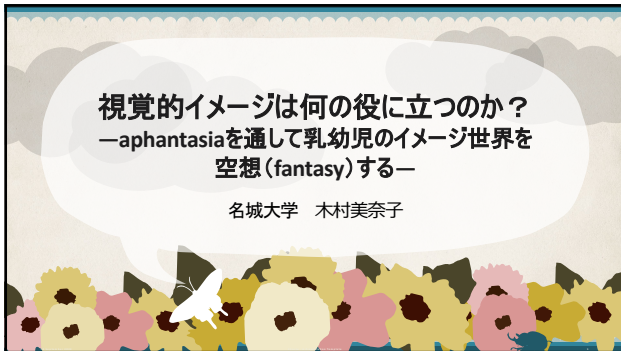 視覚的イメージは何の役に立つのか？
―aphantasiaを通して乳幼児のイメージ世界を
空想（fantasy）する―
名城大学　木村美奈子